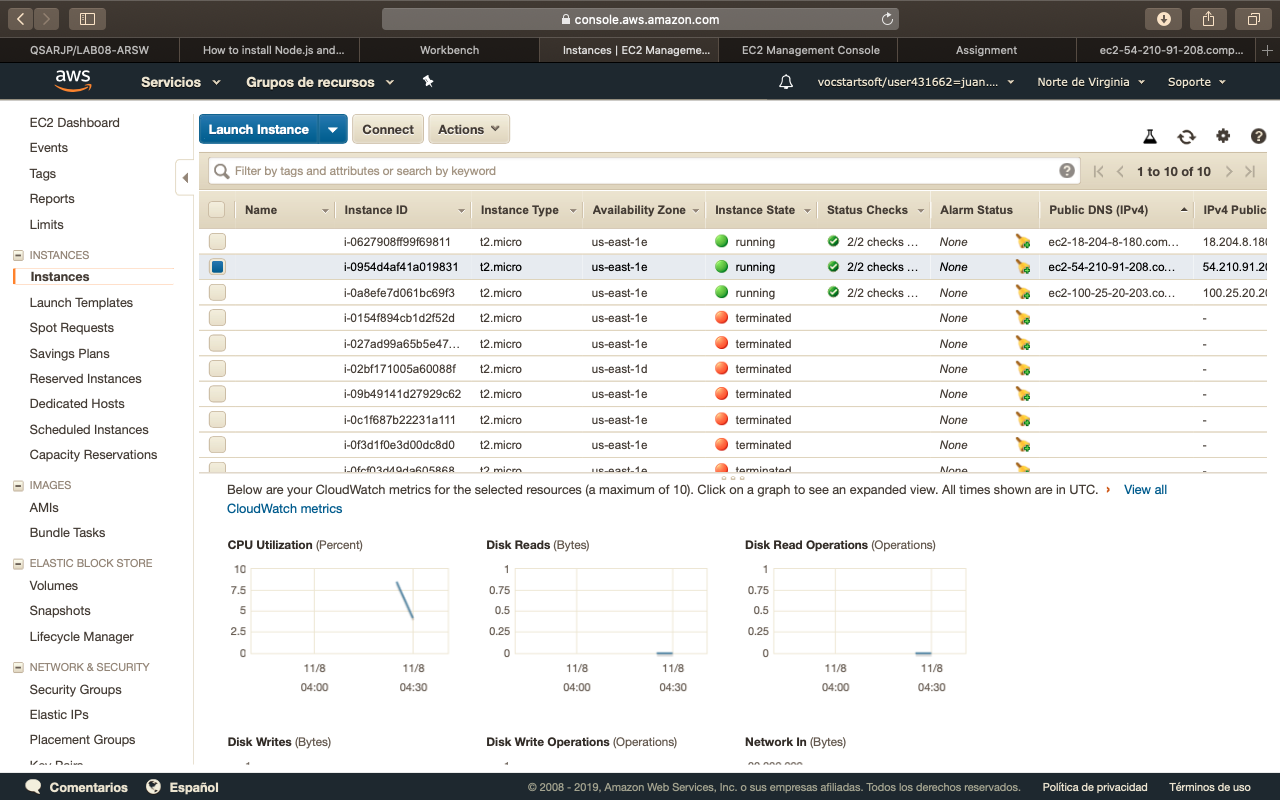 console.aws.amazon.com
QSARJP/LAB08-ARSW How to install Node.js and... Workbench Instances | EC2 Manageme... EC2 Management Console Assignment ec2-54-210-91-208.comp...
aws Servicios Grupos de recursos vocstartsoft/user431662=juan.... Norte de Virginia Soporte
EC2 Dashboard
Events
Tags
Reports
Limits
INSTANCES
Instances
Launch Templates
Spot Requests
Savings Plans
Reserved Instances
Dedicated Hosts
Scheduled Instances
Capacity Reservations
IMAGES
AMIs
Bundle Tasks
ELASTIC BLOCK STORE
Volumes
Snapshots
Lifecycle Manager
NETWORK & SECURITY
Security Groups
Elastic IPs
Placement Groups
Key Pairs
Launch Instance Connect Actions
Filter by tags and attributes or search by keyword 1 to 10 of 10
Name Instance ID Instance Type Availability Zone Instance State Status Checks Alarm Status Public DNS (IPv4) IPv4 Public
i-0627908ff99f69811 t2.micro us-east-1e running 2/2 checks ... None ec2-18-204-8-180.com... 18.204.8.180
i-0954d4af41a019831 t2.micro us-east-1e running 2/2 checks ... None ec2-54-210-91-208.co... 54.210.91.20
i-0a8efe7d061bc69f3 t2.micro us-east-1e running 2/2 checks ... None ec2-100-25-20-203.co... 100.25.20.20
i-0154f894cb1d2f52d t2.micro us-east-1e terminated None -
i-027ad99a65b5e47... t2.micro us-east-1e terminated None -
i-02bf171005a60088f t2.micro us-east-1d terminated None -
i-09b49141d27929c62 t2.micro us-east-1e terminated None -
i-0c1f687b22231a111 t2.micro us-east-1e terminated None -
i-0f3d1f0e3d00dc8d0 t2.micro us-east-1e terminated None -
i-0fcf03d49da605868 t2.micro us-east-1e terminated None
Below are your CloudWatch metrics for the selected resources (a maximum of 10). Click on a graph to see an expanded view. All times shown are in UTC. View all
CloudWatch metrics
CPU Utilization (Percent) Disk Reads (Bytes) Disk Read Operations (Operations)
10 1 1
7.5 0.75 0.75
5 0.5 0.5
2.5 0.25 0.25
0 0 0
11/8 11/8 11/8 11/8 11/8 11/8
04:00 04:30 04:00 04:30 04:00 04:30
Disk Writes (Bytes) Disk Write Operations (Operations) Network In (Bytes)
1 1
Comentarios Español © 2008 - 2019, Amazon Web Services, Inc. o sus empresas afiliadas. Todos los derechos reservados. Política de privacidad Términos de uso